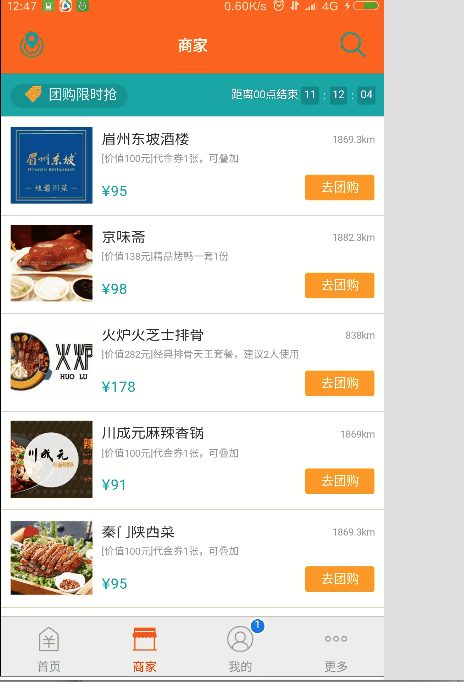 12:47 0.60K/s 4G
商家
团购限时抢 距离00点结束 11 : 12 : 04
眉州东坡
DONGPO RESTAURANT
地道川菜
眉州东坡酒楼 1869.3km
[价值100元]代金券1张，可叠加
¥95 去团购
京味斋 1882.3km
[价值138元]精品烤鸭一套1份
¥98 去团购
火炉
HUO LU
火炉火芝士排骨 838km
[价值282元]经典排骨天王套餐，建议2人使用
¥178 去团购
川成元
辣
川成元麻辣香锅 1869km
[价值100元]代金券1张，可叠加
¥91 去团购
秦门陕西菜 1869.3km
[价值100元]代金券1张，可叠加
¥95 去团购
1
首页 商家 我的 更多